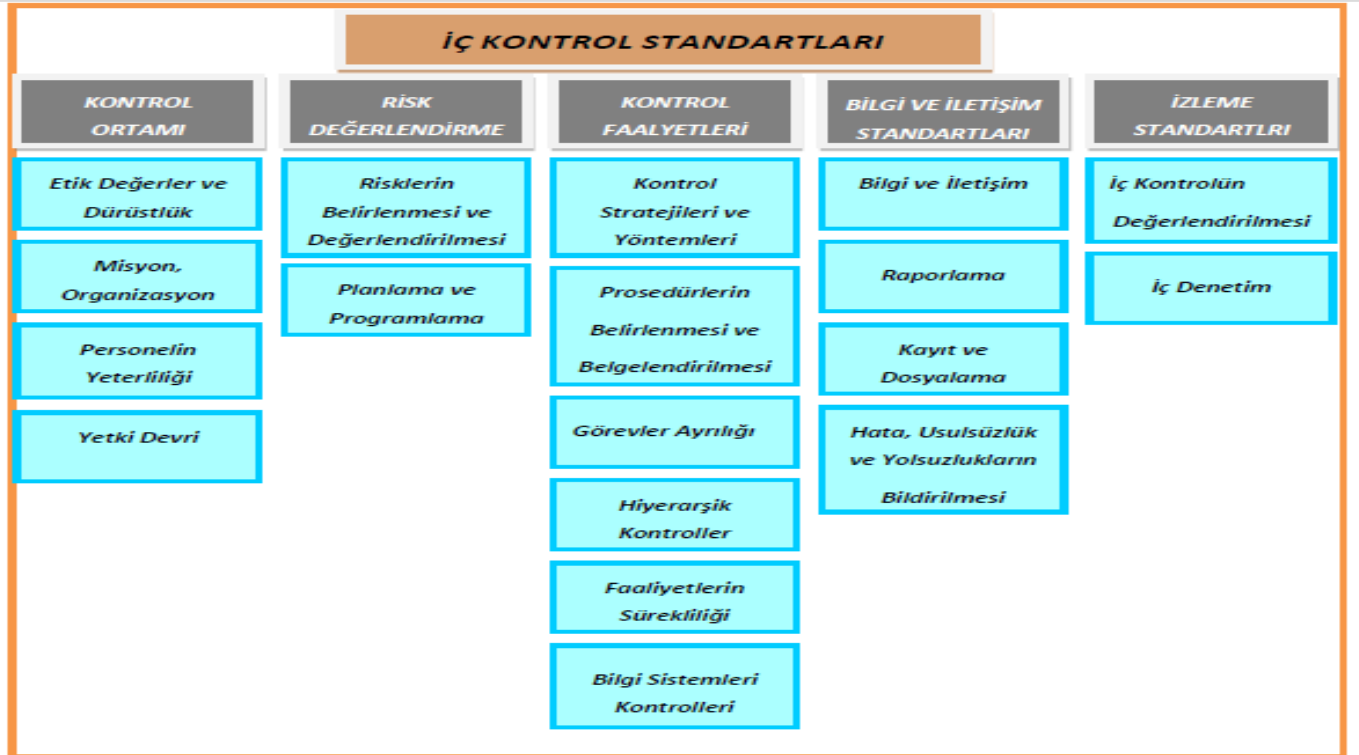 İÇ KONTROL STANDARTLARI
KONTROL
ORTAMI
Etik Değerler ve
Dürüstlük
Misyon,
Organizasyon
Personelin
Yeterliliği
Yetki Devri
RİSK
DEĞERLENDİRME
Risklerin
Belirlenmesi ve
Değerlendirilmesi
Planlama ve
Programlama
KONTROL
FAALYETLERİ
Kontrol
Stratejileri ve
Yöntemleri
Prosedürlerin
Belirlenmesi ve
Belgelendirilmesi
Görevler Ayrılığı
Hiyerarşik
Kontroller
Faaliyetlerin
Sürekliliği
Bilgi Sistemleri
Kontrolleri
BİLGİ VE İLETİŞİM
STANDARTLARI
Bilgi ve İletişim
Raporlama
Kayıt ve
Dosyalama
Hata, Usulsüzlük
ve Yolsuzlukların
Bildirilmesi
İZLEME
STANDARTLRI
İç Kontrolün
Değerlendirilmesi
İç Denetim